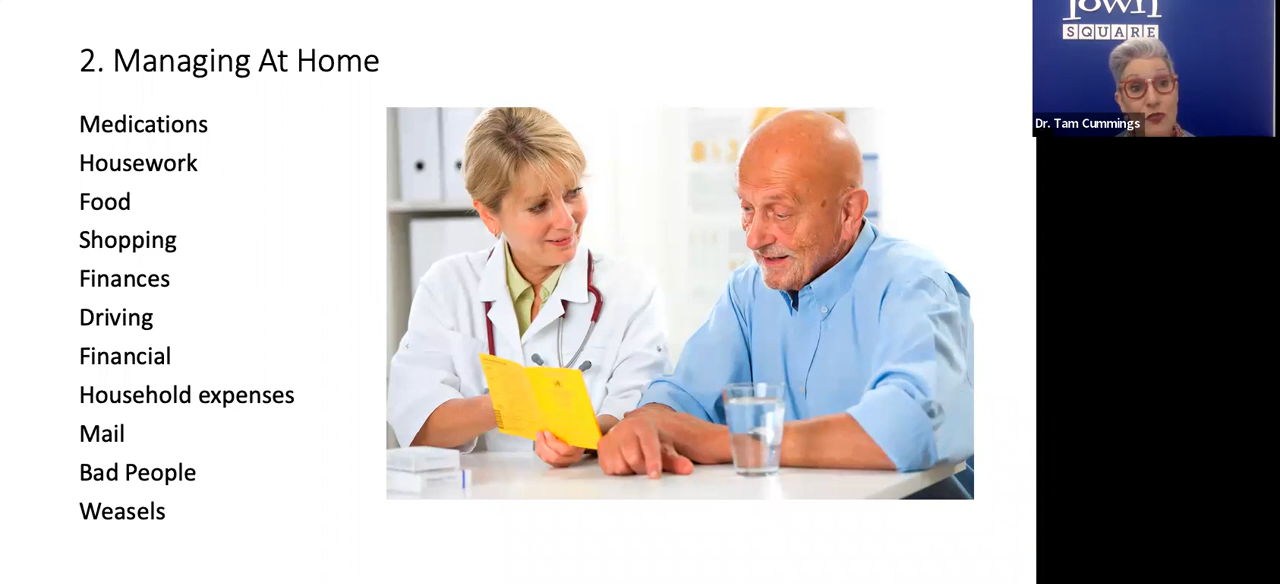 2. Managing At Home
Medications
Housework
Food
Shopping
Finances
Driving
Financial
Household expenses
Mail
Bad People
Weasels
Town
SQUARE
Dr. Tam Cummings